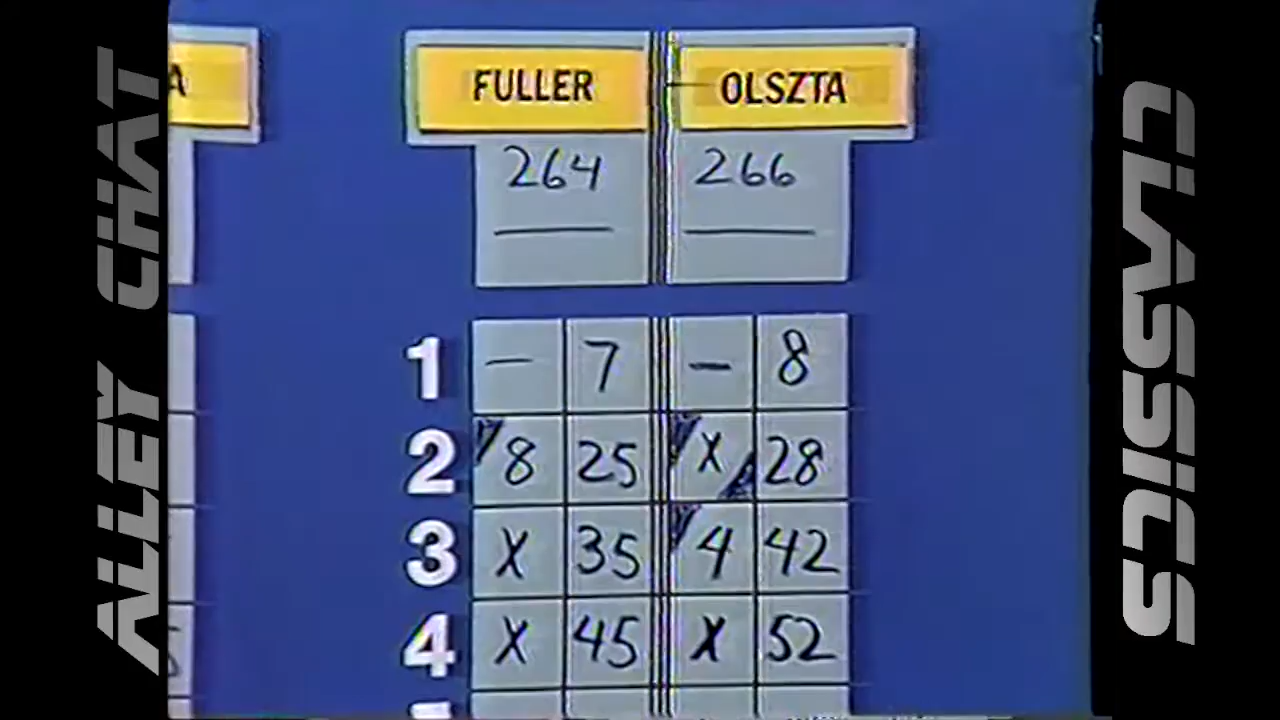 ALLEY CHAT
CLASSICS
A
FULLER OLSZTA
264 266
1 – 7 – 8
2 8 25 X 28
3 X 35 4 42
4 X 45 X 52